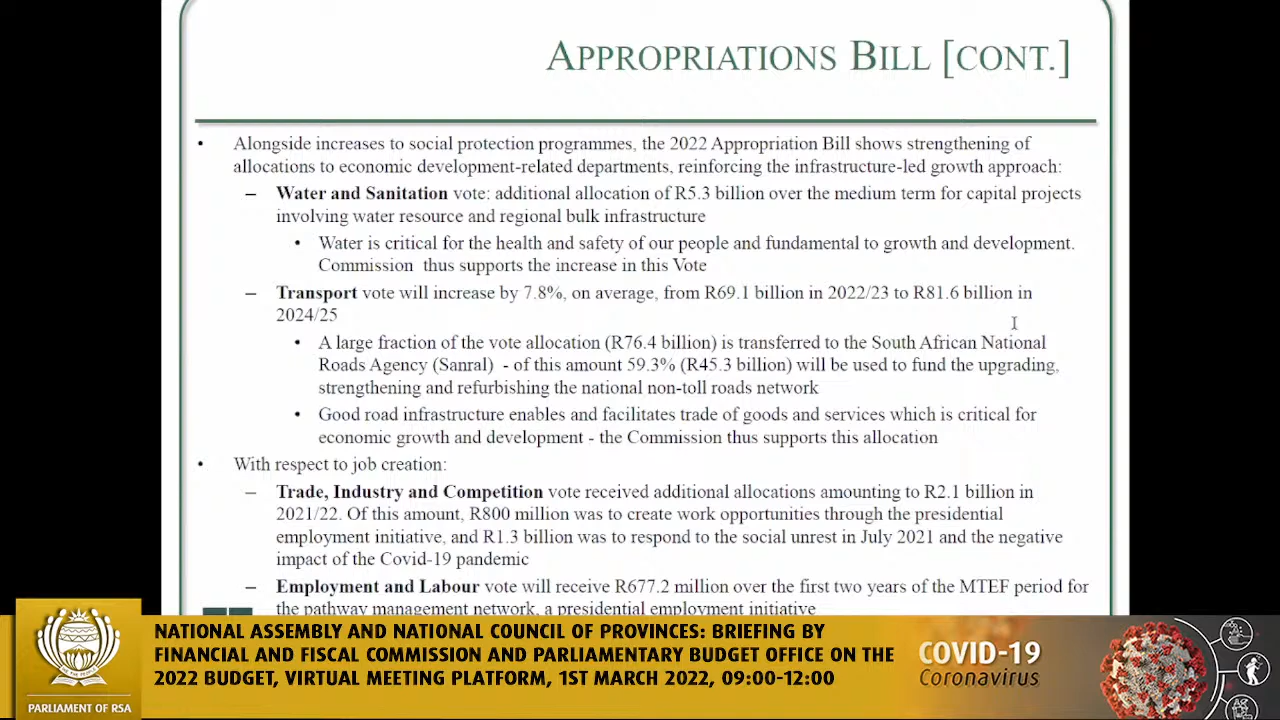 APPROPRIATIONS BILL [CONT.]
• Alongside increases to social protection programmes, the 2022 Appropriation Bill shows strengthening of
allocations to economic development-related departments, reinforcing the infrastructure-led growth approach:
– Water and Sanitation vote: additional allocation of R5.3 billion over the medium term for capital projects
involving water resource and regional bulk infrastructure
• Water is critical for the health and safety of our people and fundamental to growth and development.
Commission thus supports the increase in this Vote
– Transport vote will increase by 7.8%, on average, from R69.1 billion in 2022/23 to R81.6 billion in
2024/25
• A large fraction of the vote allocation (R76.4 billion) is transferred to the South African National
Roads Agency (Sanral) - of this amount 59.3% (R45.3 billion) will be used to fund the upgrading,
strengthening and refurbishing the national non-toll roads network
• Good road infrastructure enables and facilitates trade of goods and services which is critical for
economic growth and development - the Commission thus supports this allocation
• With respect to job creation:
– Trade, Industry and Competition vote received additional allocations amounting to R2.1 billion in
2021/22. Of this amount, R800 million was to create work opportunities through the presidential
employment initiative, and R1.3 billion was to respond to the social unrest in July 2021 and the negative
impact of the Covid-19 pandemic
– Employment and Labour vote will receive R677.2 million over the first two years of the MTEF period for
the pathway management network, a presidential employment initiative
NATIONAL ASSEMBLY AND NATIONAL COUNCIL OF PROVINCES: BRIEFING BY
FINANCIAL AND FISCAL COMMISSION AND PARLIAMENTARY BUDGET OFFICE ON THE
2022 BUDGET, VIRTUAL MEETING PLATFORM, 1ST MARCH 2022, 09:00-12:00
PARLIAMENT OF RSA
COVID-19
Coronavirus